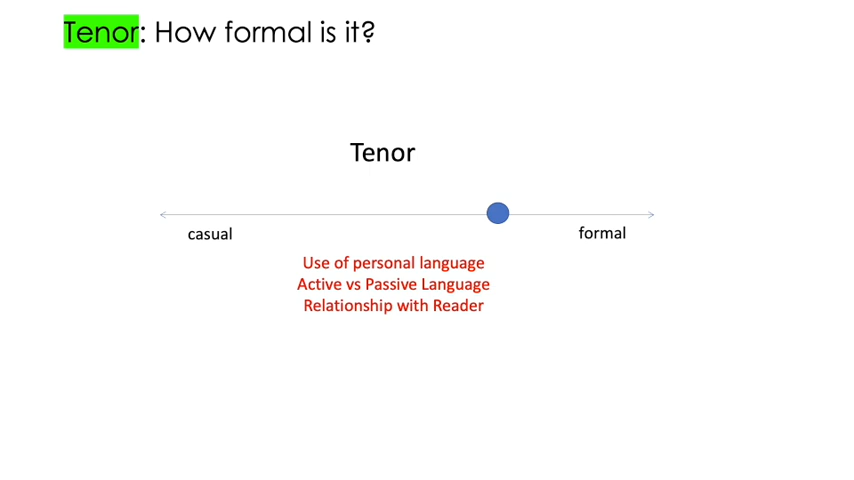 Tenor: How formal is it?
Tenor
casual
formal
Use of personal language
Active vs Passive Language
Relationship with Reader